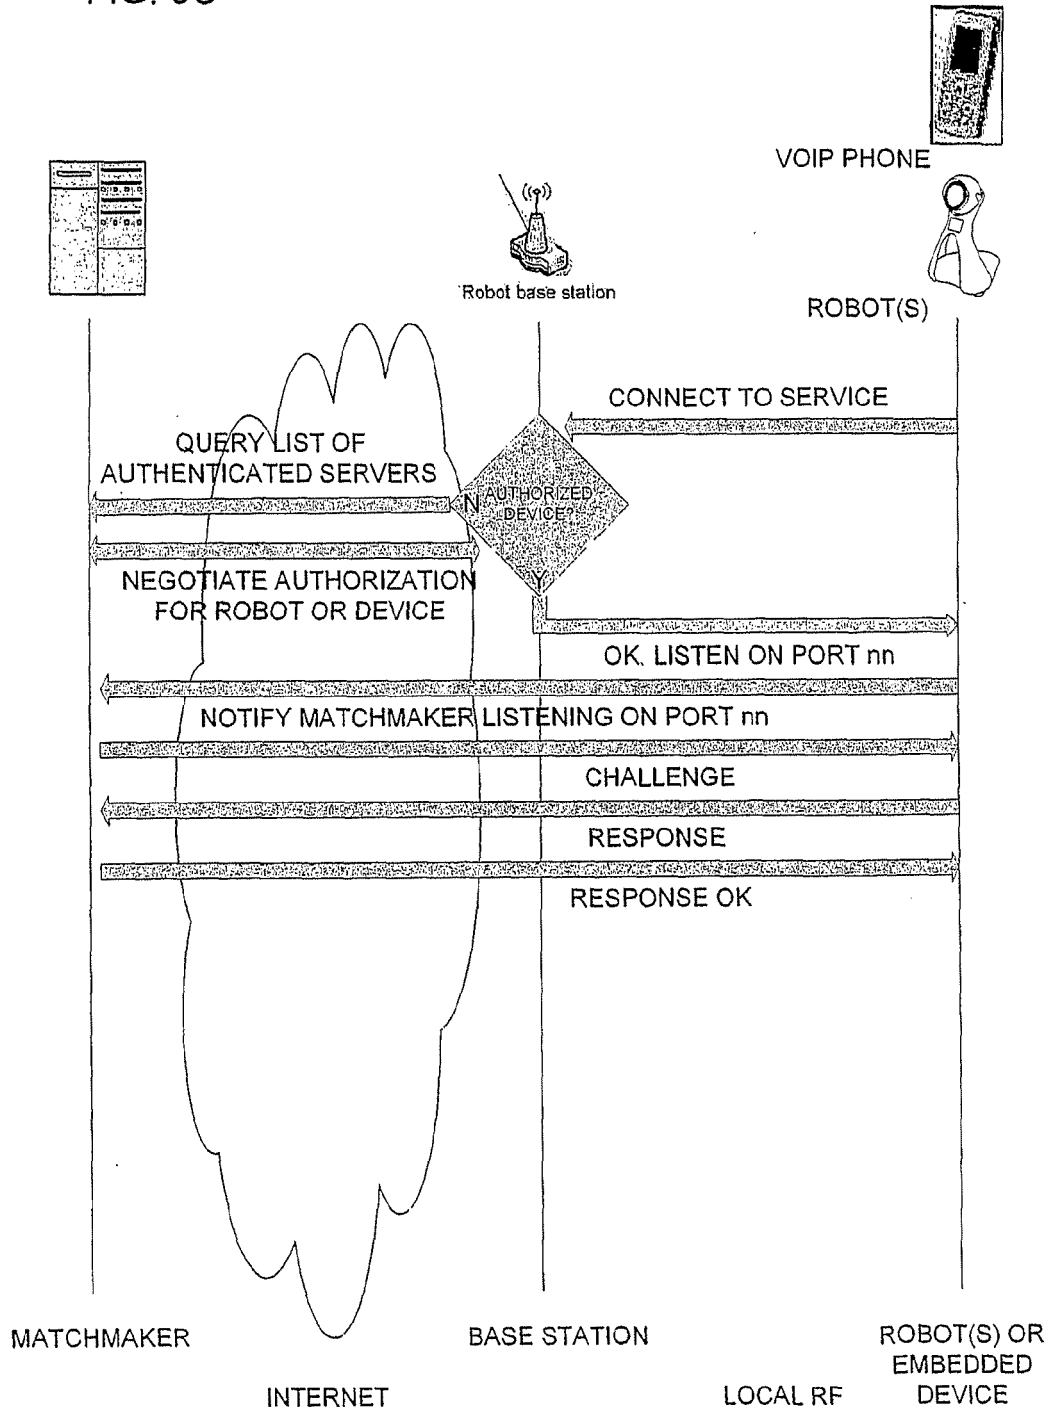 VOIP PHONE
Robot base station
ROBOT(S)
CONNECT TO SERVICE
QUERY LIST OF
AUTHENTICATED SERVERS
N
AUTHORIZED
DEVICE?
NEGOTIATE AUTHORIZATION
FOR ROBOT OR DEVICE
Y
OK. LISTEN ON PORT nn
NOTIFY MATCHMAKER LISTENING ON PORT nn
CHALLENGE
RESPONSE
RESPONSE OK
MATCHMAKER
BASE STATION
ROBOT(S) OR
EMBEDDED
DEVICE
INTERNET
LOCAL RF